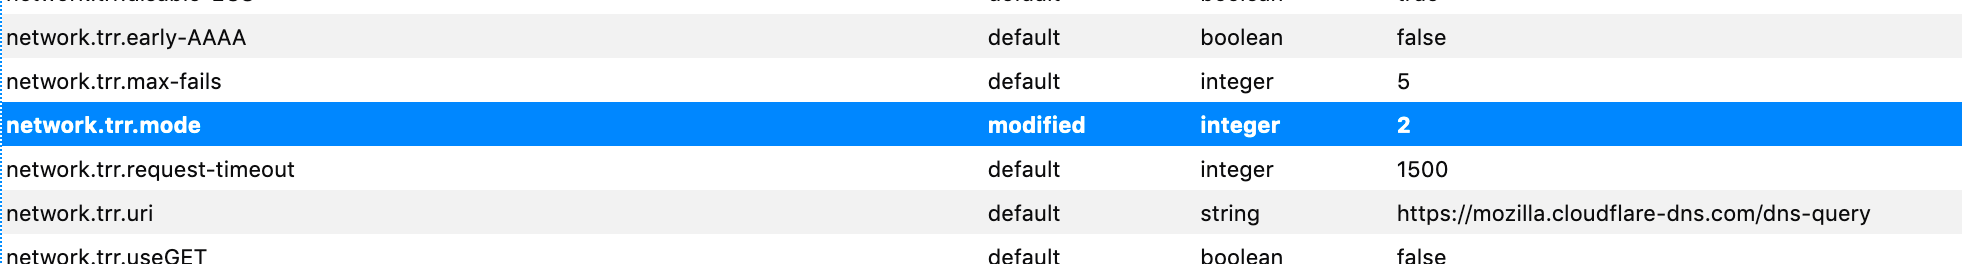 network.trr.early-AAAA default boolean false
network.trr.max-fails default integer 5
network.trr.mode modified integer 2
network.trr.request-timeout default integer 1500
network.trr.uri default string https://mozilla.cloudflare-dns.com/dns-query
network.trr.useGET default boolean false